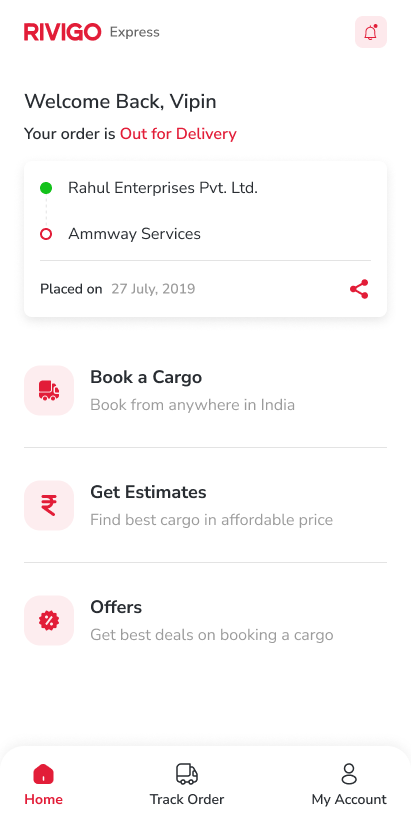 RIVIGO Express
Welcome Back, Vipin
Your order is Out for Delivery
Rahul Enterprises Pvt. Ltd.
Ammway Services
Placed on 27 July, 2019
Book a Cargo
Book from anywhere in India
₹
Get Estimates
Find best cargo in affordable price
Offers
Get best deals on booking a cargo
Home
Track Order
My Account